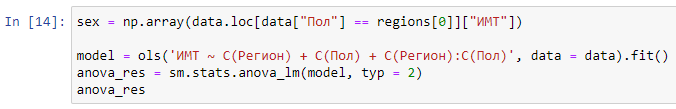 In [14]: sex = np.array(data.loc[data["Пол"] == regions[0]]["ИМТ"])
model = ols('ИМТ ~ C(Регион) + C(Пол) + C(Регион):C(Пол)', data = data).fit()
anova_res = sm.stats.anova_lm(model, typ = 2)
anova_res